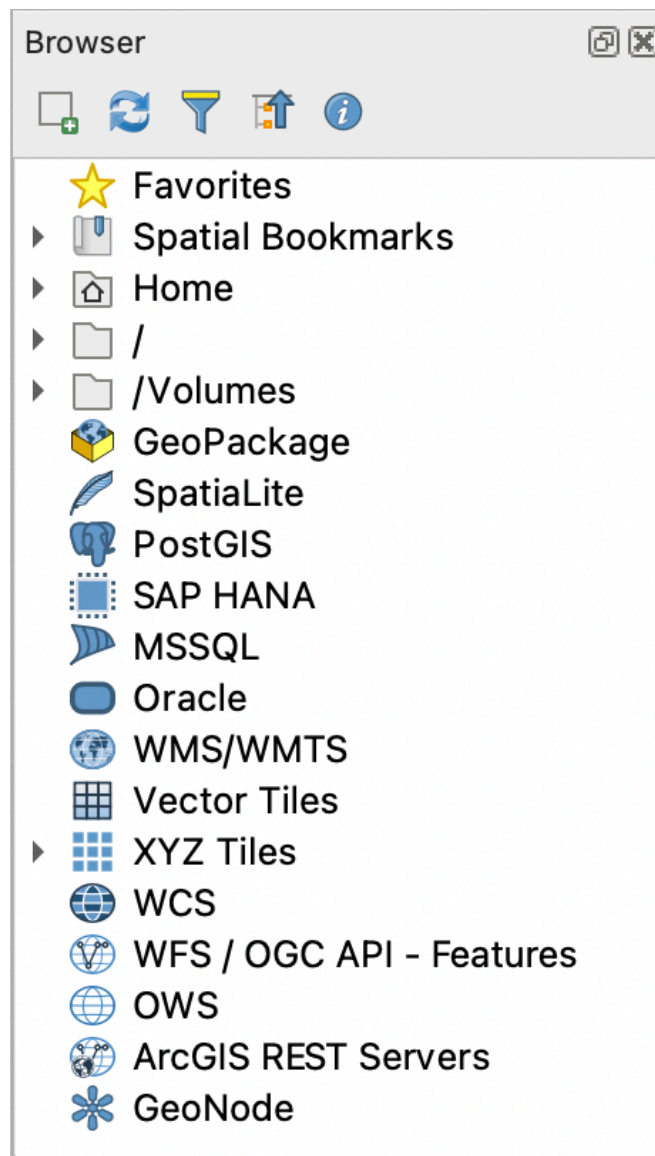 Browser
Favorites
Spatial Bookmarks
Home
/
/Volumes
GeoPackage
SpatiaLite
PostGIS
SAP HANA
MSSQL
Oracle
WMS/WMTS
Vector Tiles
XYZ Tiles
WCS
WFS / OGC API - Features
OWS
ArcGIS REST Servers
GeoNode